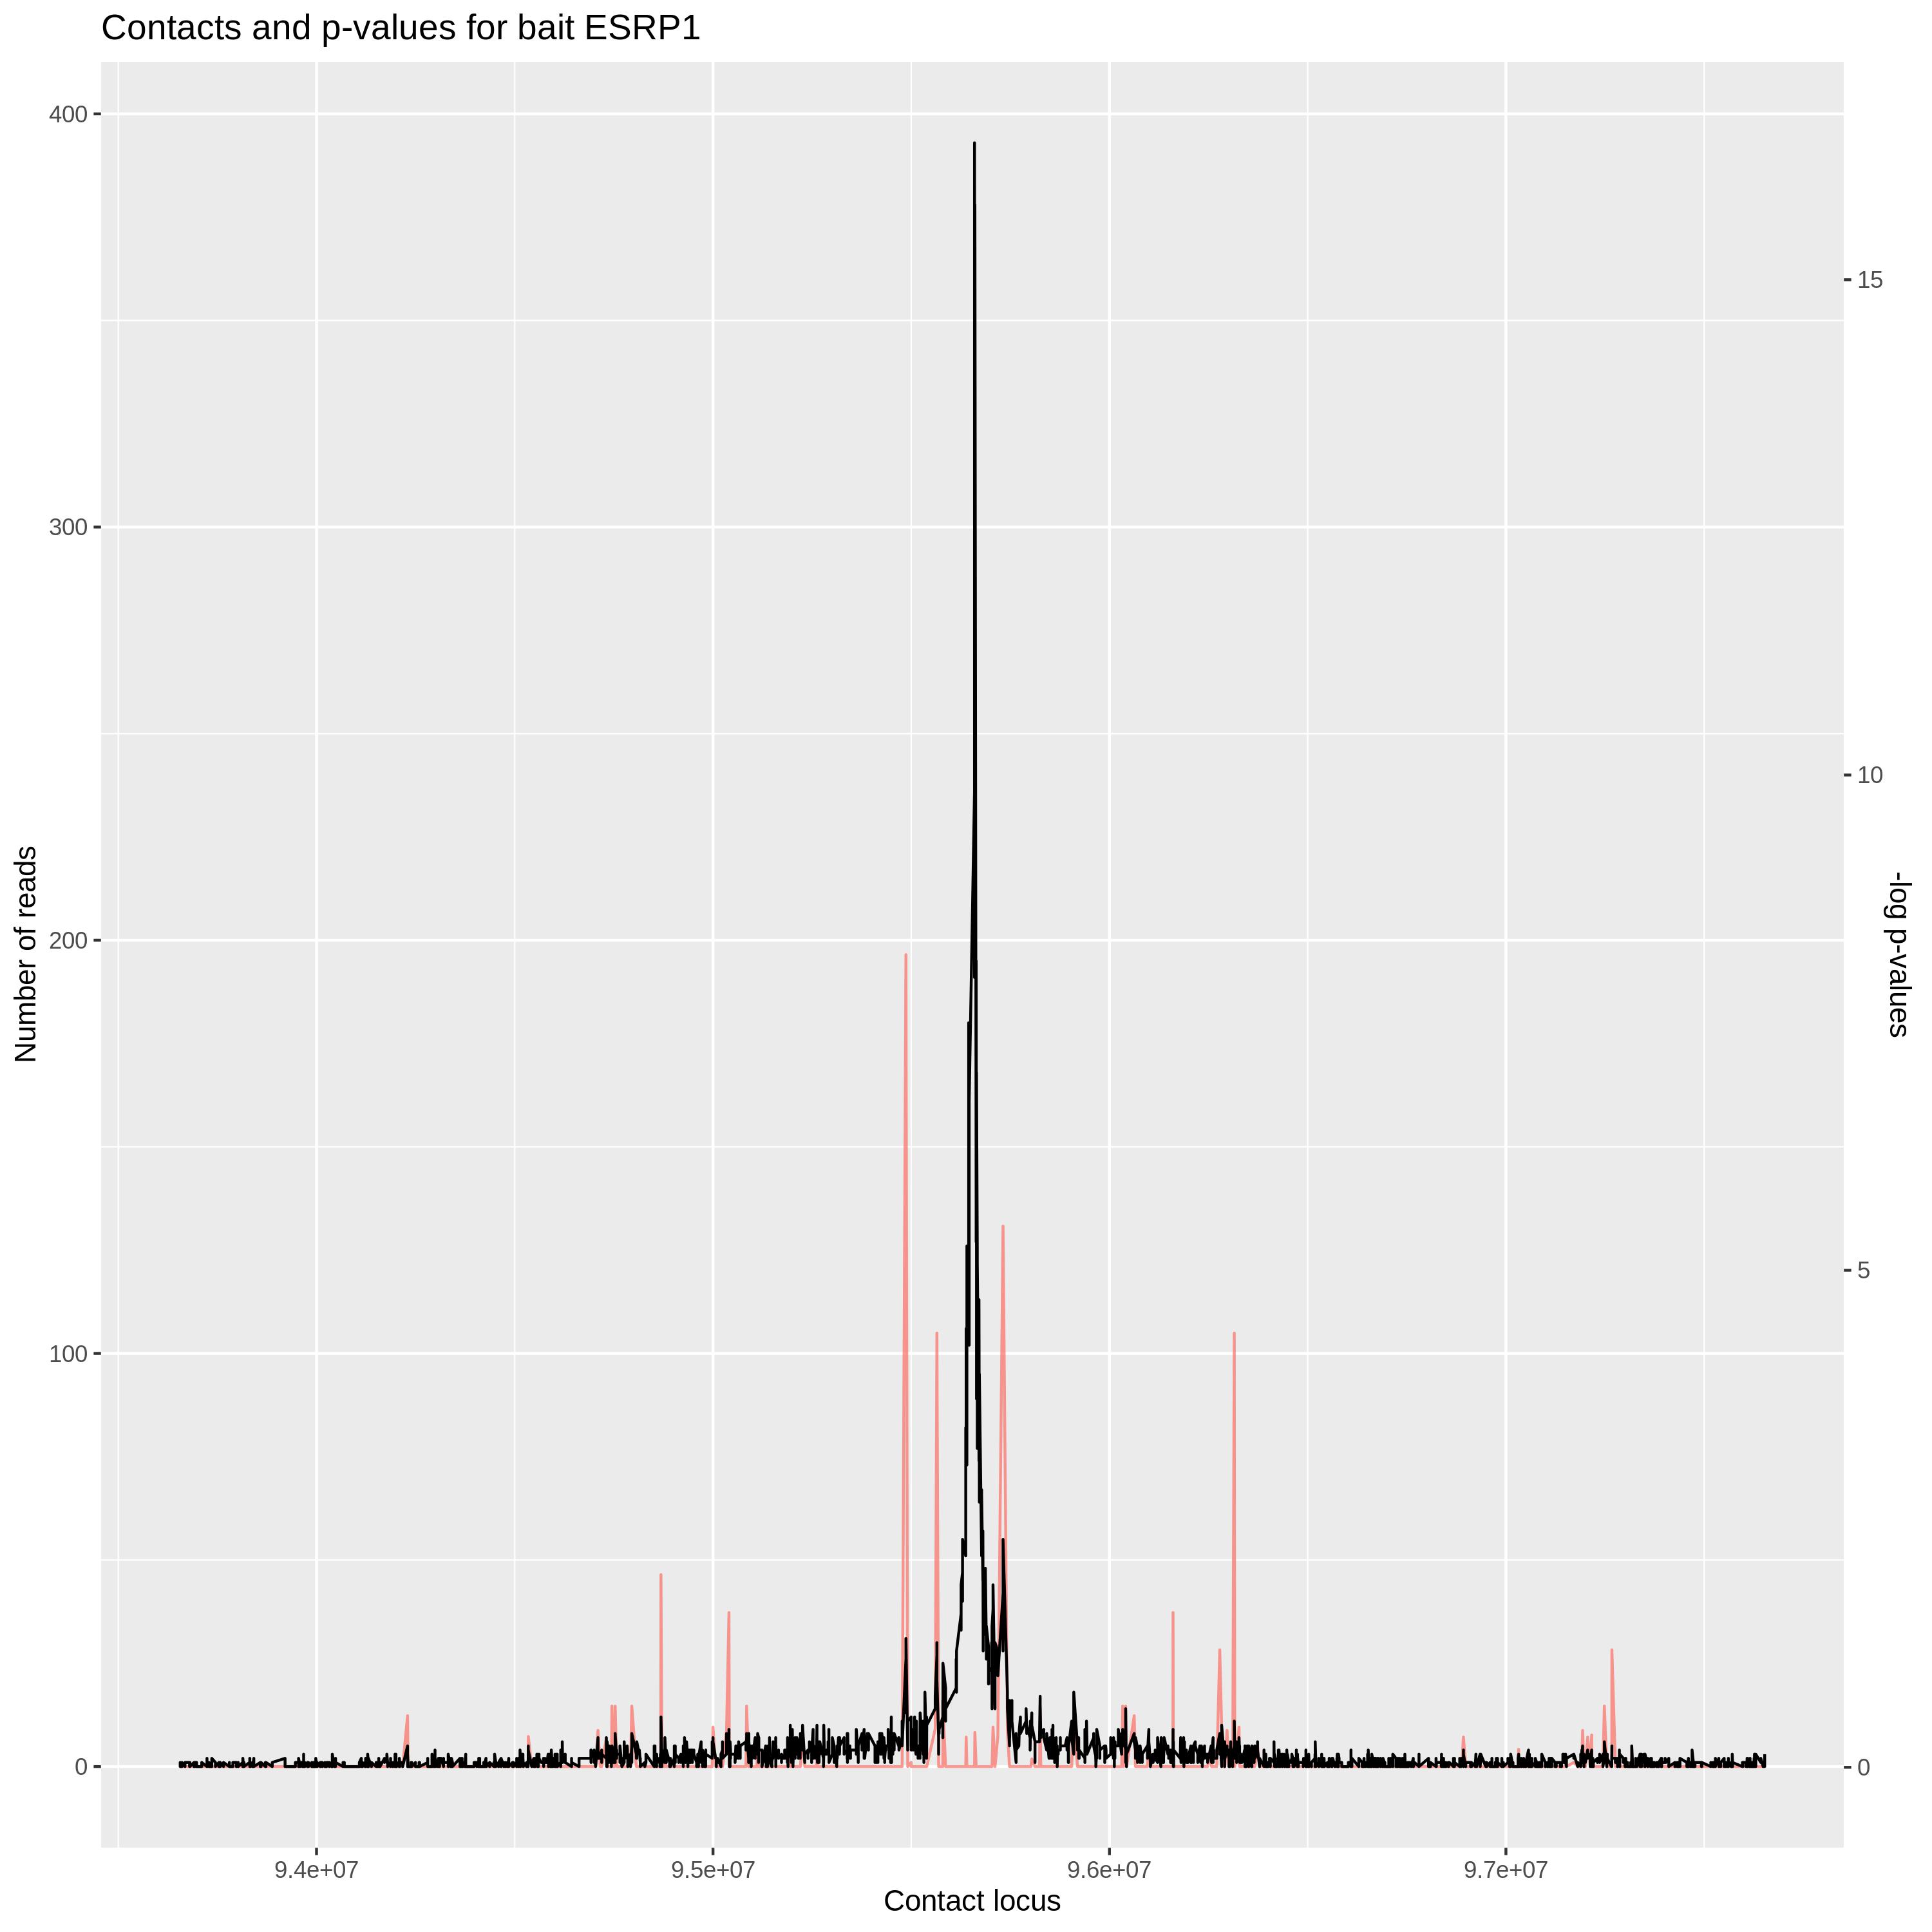 Contacts and p-values for bait ESRP1
400
300
200
100
0
15
10
5
0
Number of reads
-log p-values
9.4e+07
9.5e+07
9.6e+07
9.7e+07
Contact locus